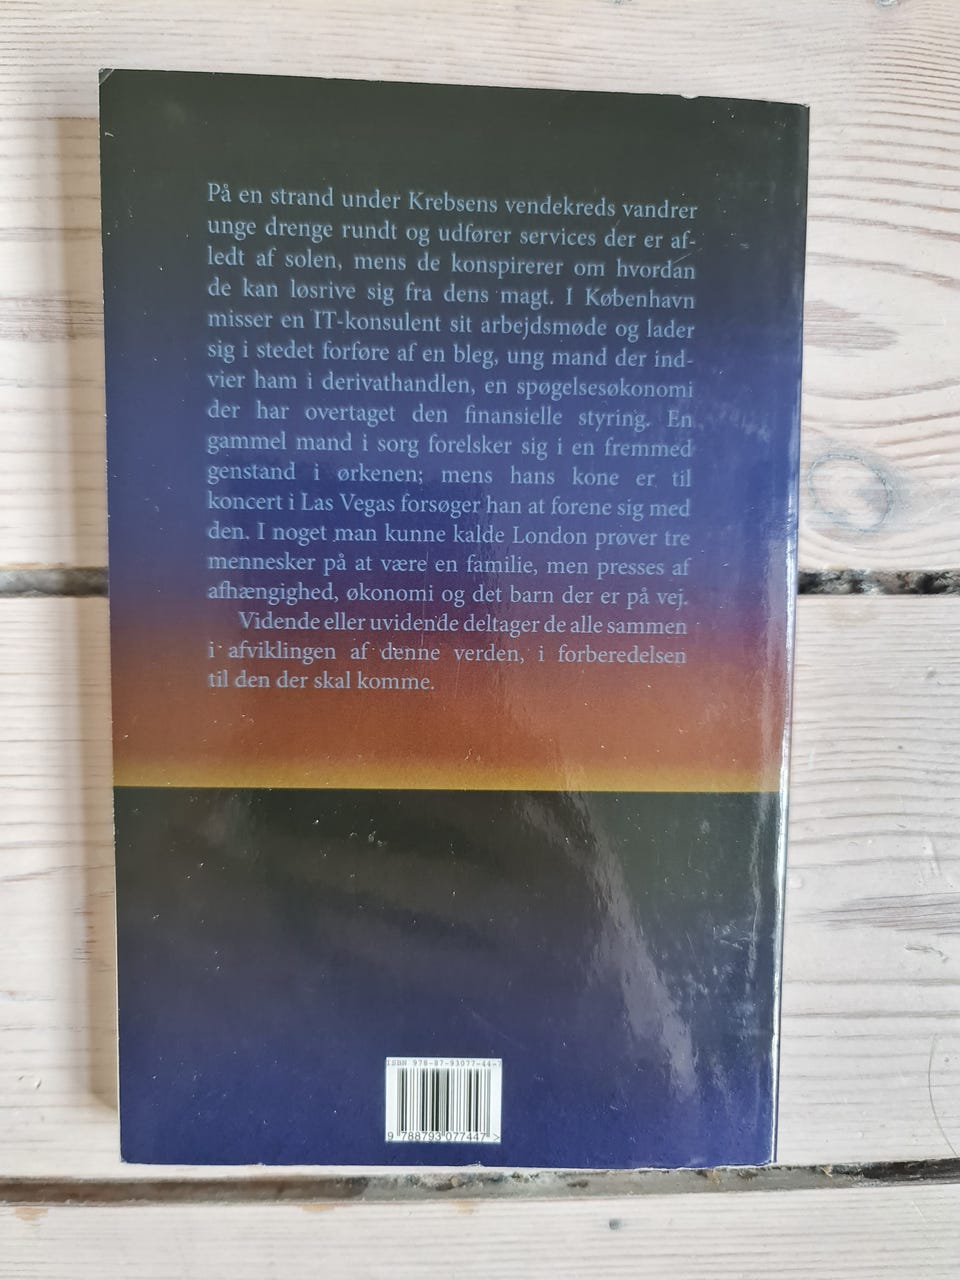 På en strand under Krebsens vendekreds vandrer
unge drenge rundt og udfører services der er af-
ledt af solen, mens de konspirerer om hvordan
de kan løsrive sig fra dens magt. I København
misser en IT-konsulent sit arbejdsmøde og lader
sig i stedet forføre af en bleg, ung mand der ind-
vier ham i derivathandlen, en spøgelsesøkonomi
der har overtaget den finansielle styring. En
gammel mand i sorg forelsker sig i en fremmed
genstand i ørkenen; mens hans kone er til
koncert i Las Vegas forsøger han at forene sig med
den. I noget man kunne kalde London prøver tre
mennesker på at være en familie, men presses af
afhængighed, økonomi og det barn der er på vej.
Vidende eller uvidende deltager de alle sammen
i afviklingen af denne verden, i forberedelsen
til den der skal komme.
ISBN 978-87-93077-44-7
9 788793 077447 >